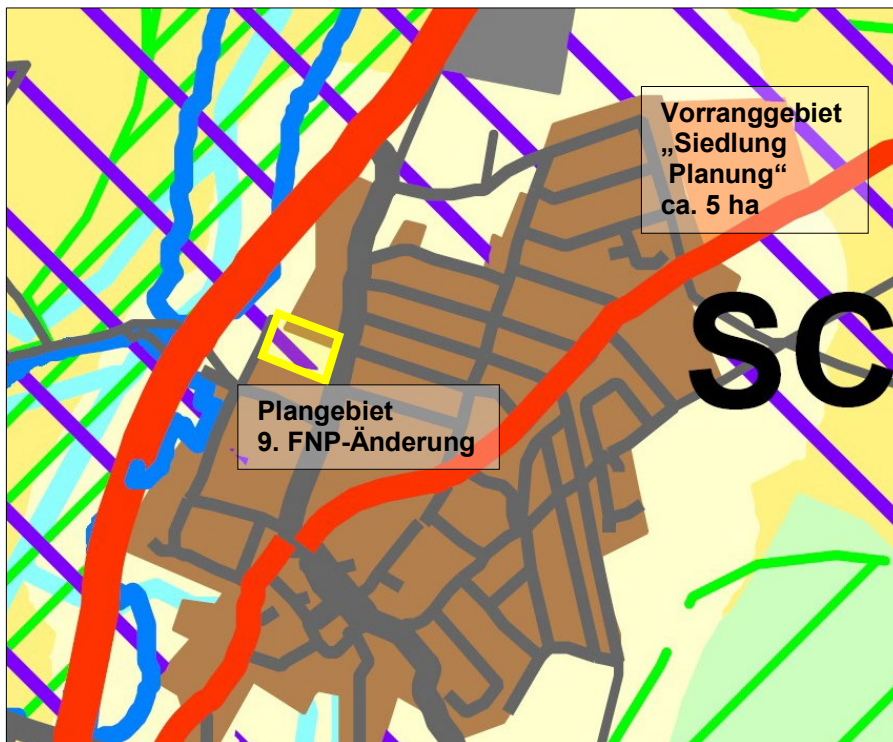 Vorranggebiet
„Siedlung
Planung“
ca. 5 ha
SC
Plangebiet
9. FNP-Änderung